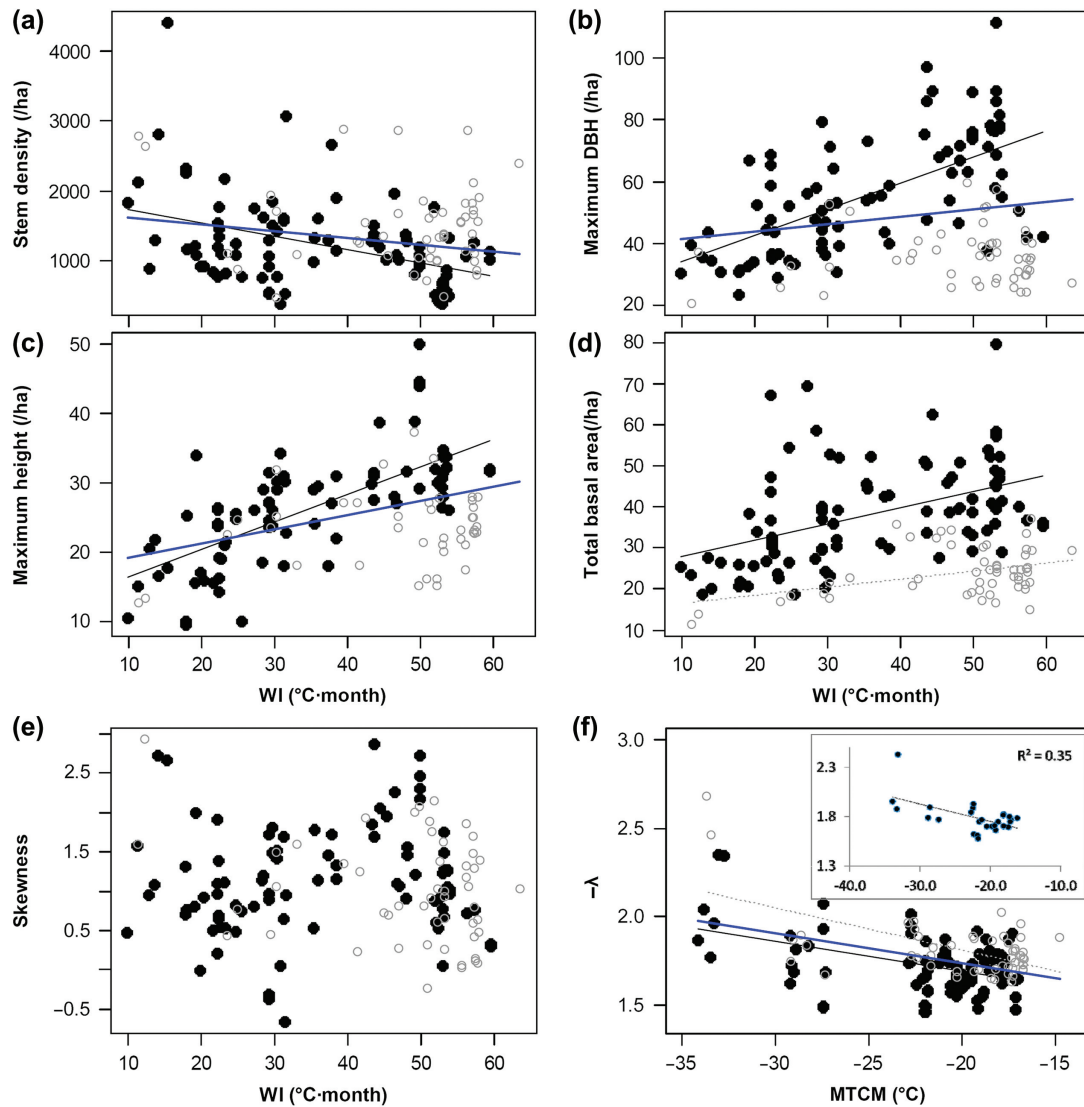 (a)
Stem density (/ha)
4000
3000
2000
1000
(b)
Maximum DBH (/ha)
100
80
60
40
20
(c)
Maximum height (/ha)
50
40
30
20
10
10 20 30 40 50 60
WI (°C·month)
(d)
Total basal area(/ha)
80
70
60
50
40
30
20
10
10 20 30 40 50 60
WI (°C·month)
(e)
Skewness
2.5
1.5
0.5
−0.5
10 20 30 40 50 60
WI (°C·month)
(f)
−λ
3.0
2.5
2.0
1.5
R² = 0.35
2.3
1.8
1.3
-40.0 -30.0 -20.0 -10.0
−35 −30 −25 −20 −15
MTCM (°C)